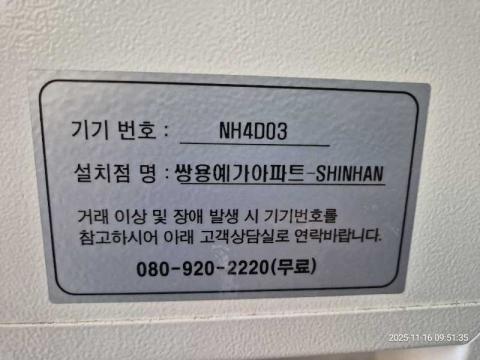 기기 번호 : NH4D03
설치점 명 : 쌍용예가아파트-SHINHAN
거래 이상 및 장애 발생 시 기기번호를
참고하시어 아래 고객상담실로 연락바랍니다.
080-920-2220(무료)
2025-11-16 09:51:35